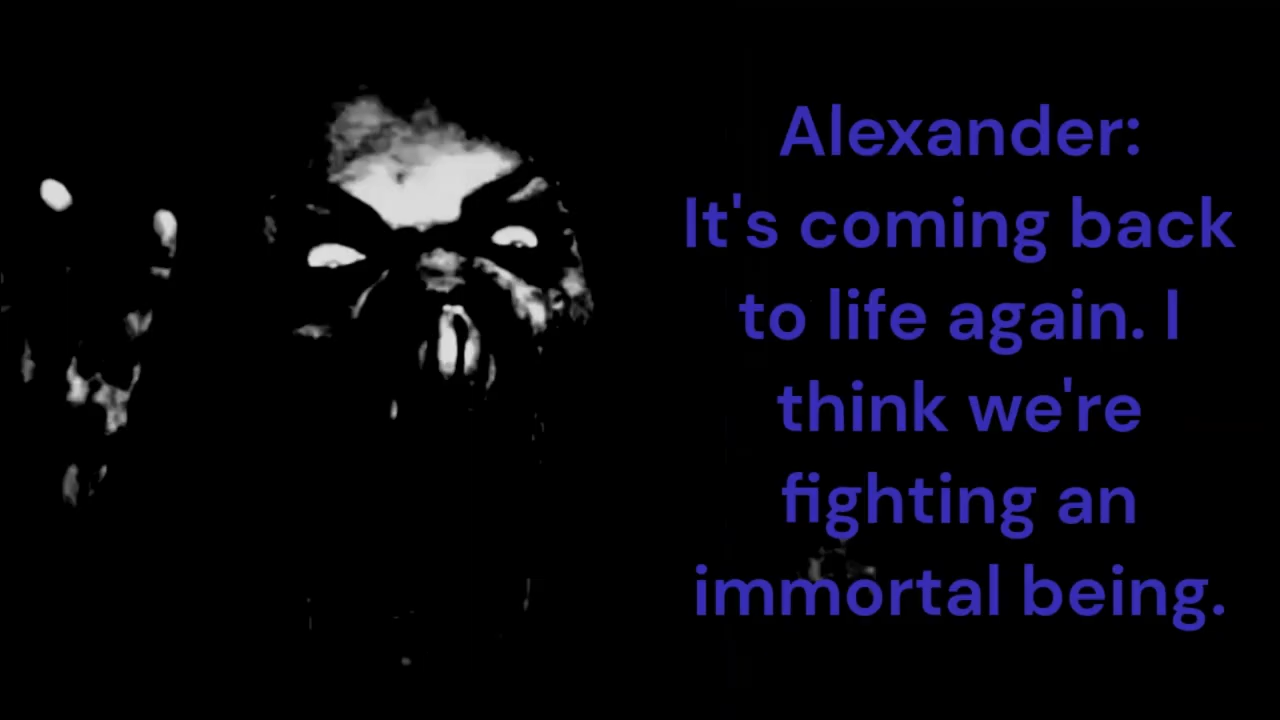 Alexander:
It's coming back
to life again. I
think we're
fighting an
immortal being.